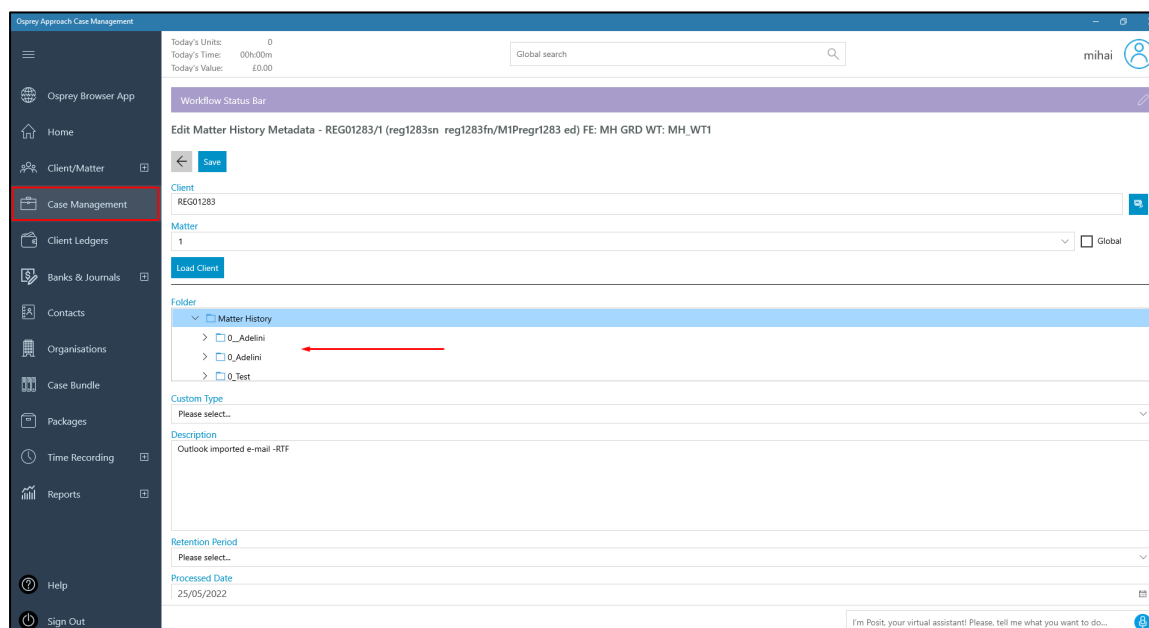 Osprey Approach Case Management
Today's Units: 0
Today's Time: 00h:00m
Today's Value: £0.00
Global search
mihai
Osprey Browser App
Home
Client/Matter
Case Management
Client Ledgers
Banks & Journals
Contacts
Organisations
Case Bundle
Packages
Time Recording
Reports
Help
Sign Out
Workflow Status Bar
Edit Matter History Metadata - REG01283/1 (reg1283sn reg1283fn/M1Pregr1283 ed) FE: MH GRD WT: MH_WT1
Save
Client
REG01283
Matter
1
Global
Load Client
Folder
Matter History
0__Adelini
0_Adelini
0_Test
Custom Type
Please select...
Description
Outlook imported e-mail -RTF
Retention Period
Please select...
Processed Date
25/05/2022
I'm Posit, your virtual assistant! Please, tell me what you want to do...